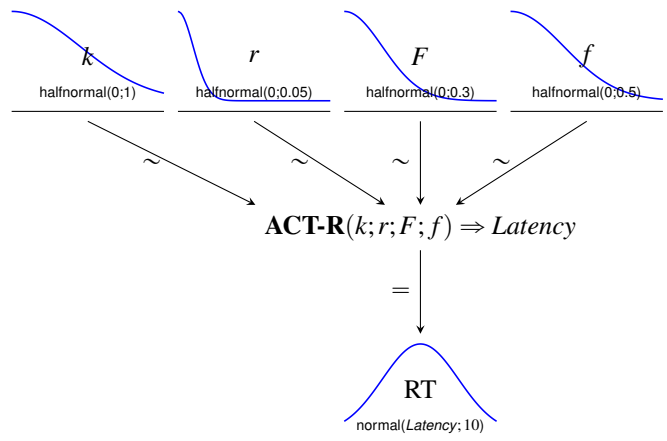 k r F f
halfnormal(0;1) halfnormal(0;0.05) halfnormal(0;0.3) halfnormal(0;0.5)
∼ ∼ ∼ ∼
ACT-R(k;r;F;f) ⇒ Latency
=
RT
normal(Latency;10)